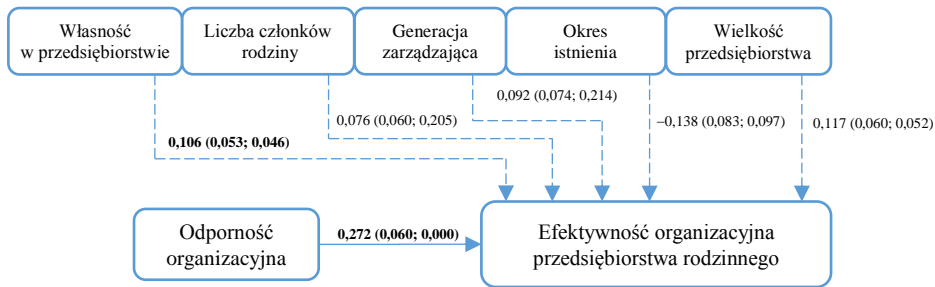 Własność
w przedsiębiorstwie
Liczba członków
rodziny
Generacja
zarządzająca
Okres
istnienia
Wielkość
przedsiębiorstwa
0,092 (0,074; 0,214)
0,076 (0,060; 0,205)
–0,138 (0,083; 0,097)
0,117 (0,060; 0,052)
0,106 (0,053; 0,046)
Odporność
organizacyjna
0,272 (0,060; 0,000)
Efektywność organizacyjna
przedsiębiorstwa rodzinnego